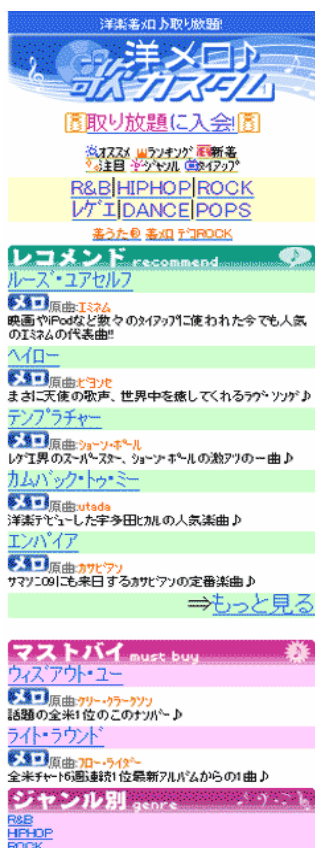 洋楽着メロ♪取り放題!
洋メロ♪
歌カスタム
取り放題に入会!
ｵｽｽﾒ ﾗﾝｷﾝｸﾞ 新着
注目 ｼﾞｬﾝﾙ ﾀｲｱｯﾌﾟ
R&B|HIPHOP|ROCK
ﾚｹﾞｴ|DANCE|POPS
着うた 着ﾒﾛ ﾃﾞｺROCK
レコメンド recommend
ﾙｰｽﾞ･ﾕｱｾﾙﾌ
メロ原曲:ｴﾐﾈﾑ
映画やiPodなど数々のﾀｲｱｯﾌﾟに使われた今でも人気のｴﾐﾈﾑの代表曲!!
ﾍｲﾛｰ
メロ原曲:ﾋﾞﾖﾝｾ
まさに天使の歌声、世界中を癒してくれるﾗﾌﾞｿﾝｸﾞ♪
ﾃﾝﾌﾟﾗﾁｬｰ
メロ原曲:ｼｮｰﾝ･ﾎﾟｰﾙ
ﾚｹﾞｴ界のｽｰﾊﾟｰｽﾀｰ、ｼｮｰﾝ･ﾎﾟｰﾙの激ｱﾂの一曲♪
ｶﾑﾊﾞｯｸ･ﾄｩ･ﾐｰ
メロ原曲:utada
洋楽ﾃﾞﾋﾞｭｰした宇多田ﾋｶﾙの人気楽曲♪
ｴﾝﾊﾟｲｱ
メロ原曲:ｶｻﾋﾞｱﾝ
ｻﾏｿﾆ09にも来日するｶｻﾋﾞｱﾝの定番楽曲♪
⇒もっと見る
マストバイ must buy
ｳｨｽﾞｱｳﾄ･ﾕｰ
メロ原曲:ｹﾘｰ･ｸﾗｰｸｿﾝ
話題の全米1位のこのﾅﾝﾊﾞｰ♪
ﾗｲﾄ･ﾗｳﾝﾄﾞ
メロ原曲:ﾌﾛｰ･ﾗｲﾀﾞｰ
全米ﾁｬｰﾄ6週連続1位最新ｱﾙﾊﾞﾑからの1曲♪
ジャンル別 genre
R&B
HIPHOP
ROCK